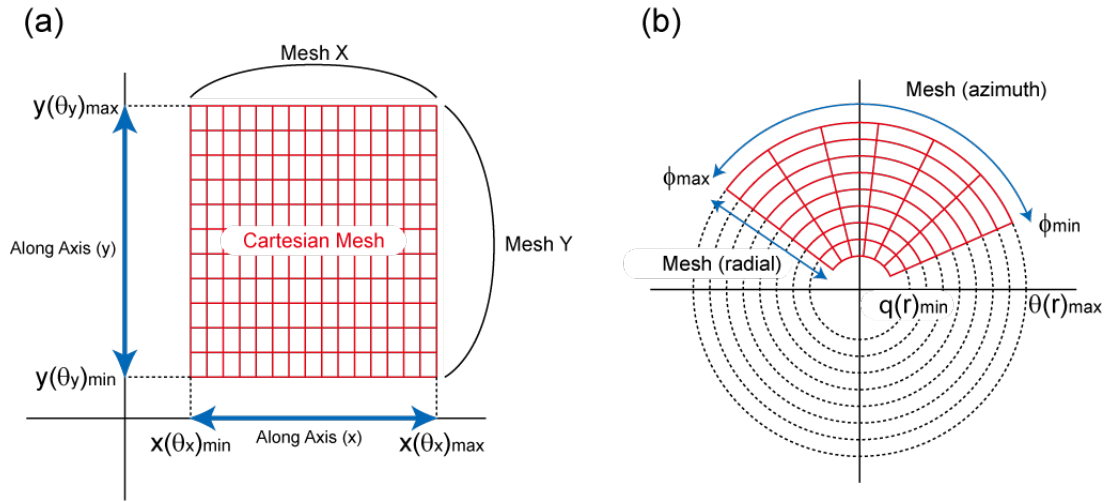 (a)
Mesh X
y(θy)max
Along Axis (y)
Cartesian Mesh
Mesh Y
y(θy)min
x(θx)min
Along Axis (x)
x(θx)max
(b)
Mesh (azimuth)
ϕmax
ϕmin
Mesh (radial)
q(r)min
θ(r)max